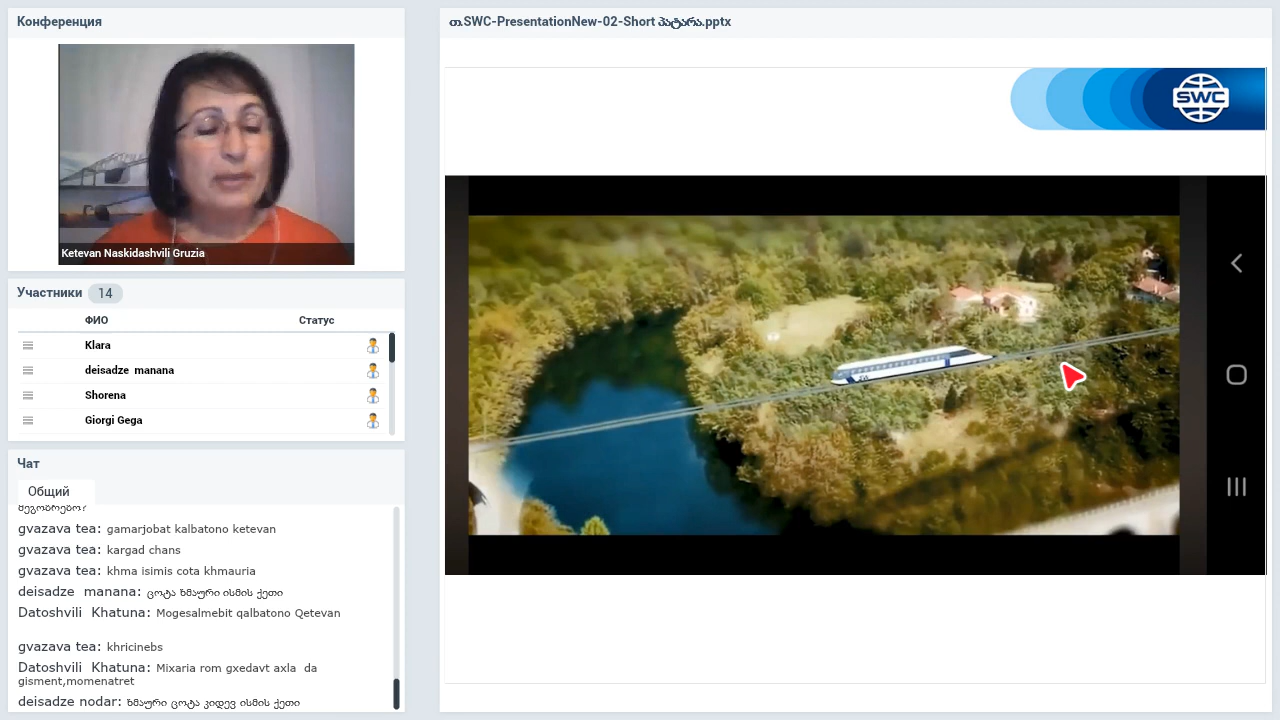 Конференция
Ketevan Naskidashvili Gruzia
Участники 14
ФИО Статус
Klara
deisadze manana
Shorena
Giorgi Gega
Чат
Общий
gvazava tea: gamarjobat kalbatono ketevan
gvazava tea: kargad chans
gvazava tea: khma isimis cota khmauria
deisadze manana: ცოტა ხმაური ისმის ქეთი
Datoshvili Khatuna: Mogesalmebit qalbatono Qetevan
gvazava tea: khricinebs
Datoshvili Khatuna: Mixaria rom gxedavt axla da
gisment,momenatret
deisadze nodar: ხმაური ცოტა კიდევ ისმის ქეთი
თ.SWC-PresentationNew-02-Short პატარა.pptx
SWC